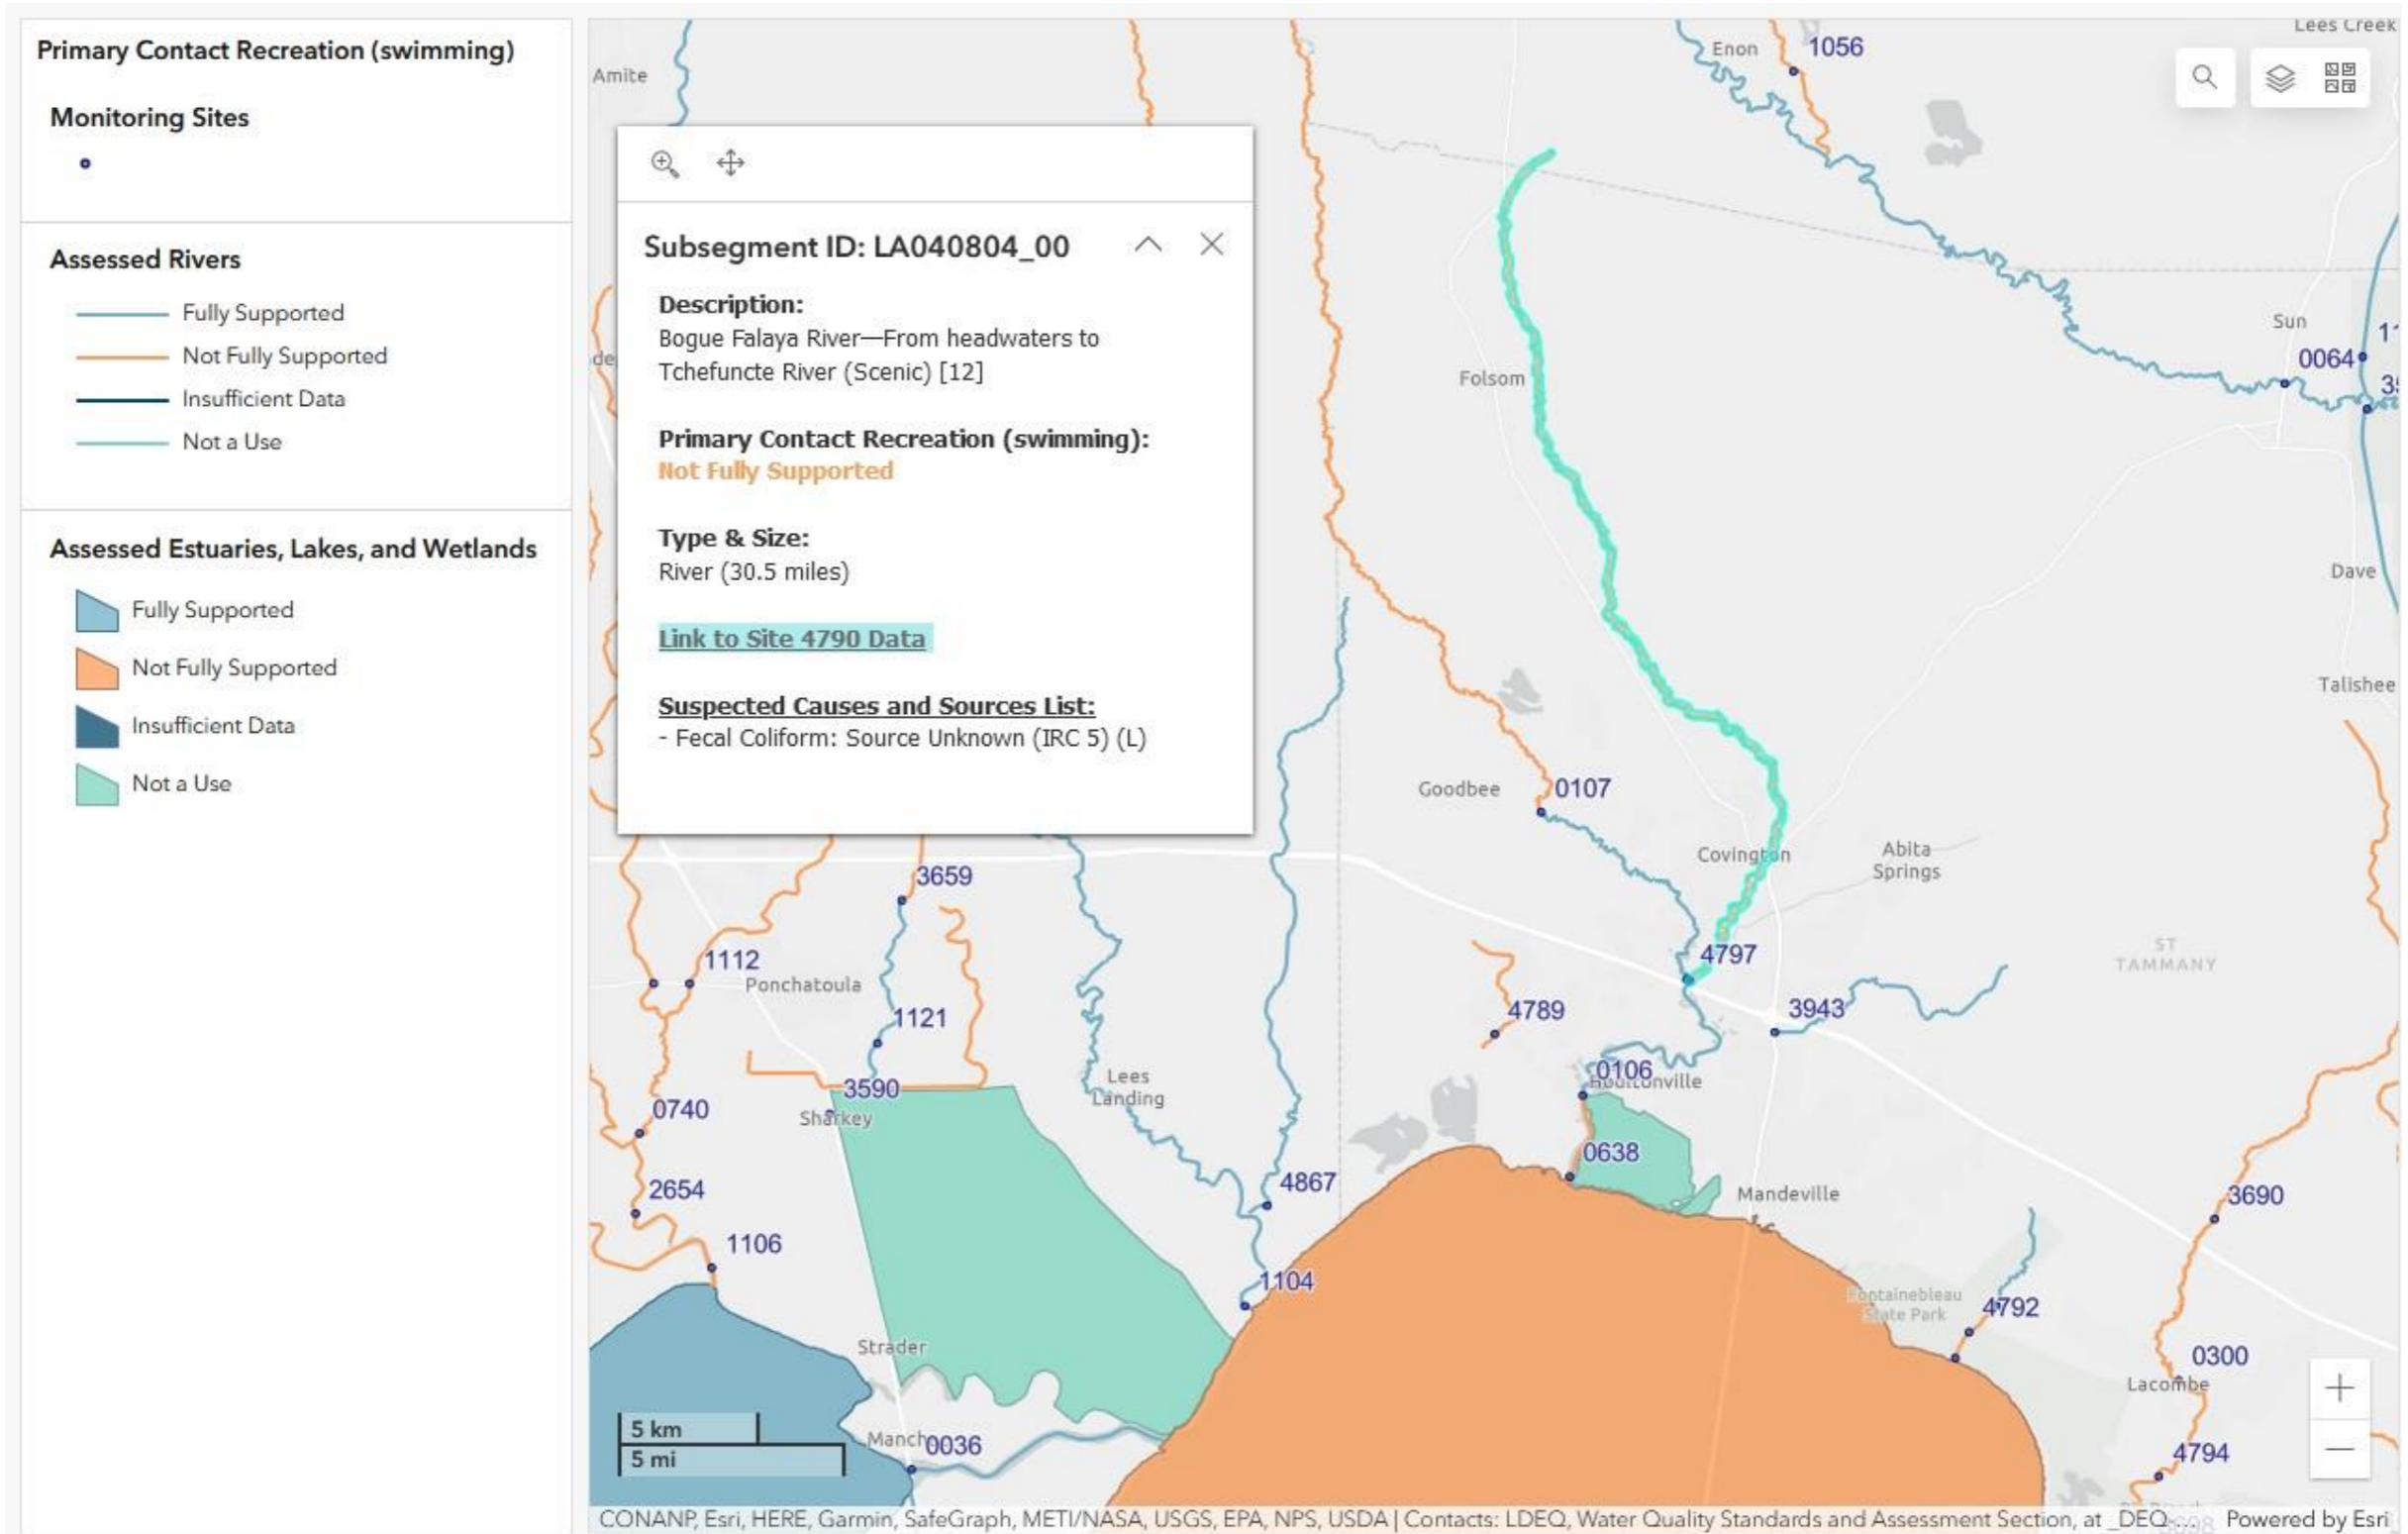 Primary Contact Recreation (swimming)
Monitoring Sites
Assessed Rivers
Fully Supported
Not Fully Supported
Insufficient Data
Not a Use
Assessed Estuaries, Lakes, and Wetlands
Fully Supported
Not Fully Supported
Insufficient Data
Not a Use
Subsegment ID: LA040804_00
Description:
Bogue Falaya River—From headwaters to
Tchefuncte River (Scenic) [12]
Primary Contact Recreation (swimming):
Not Fully Supported
Type & Size:
River (30.5 miles)
Link to Site 4790 Data
Suspected Causes and Sources List:
- Fecal Coliform: Source Unknown (IRC 5) (L)
Lees Creek
Enon
1056
Amite
Sun
0064
Folsom
Dave
Talishee
Goodbee
0107
Covington
Abita
Springs
3659
4797
ST
TAMMANY
1112
Ponchatoula
1121
4789
3943
3590
Sharkey
Lees
Landing
0106
Houltonville
0740
0638
2654
4867
Mandeville
3690
1106
1104
Fontainebleau
State Park
4792
Strader
0300
Lacombe
5 km
5 mi
0036
4794
CONANP, Esri, HERE, Garmin, SafeGraph, METI/NASA, USGS, EPA, NPS, USDA | Contacts: LDEQ, Water Quality Standards and Assessment Section, at _DEQ-...
Powered by Esri